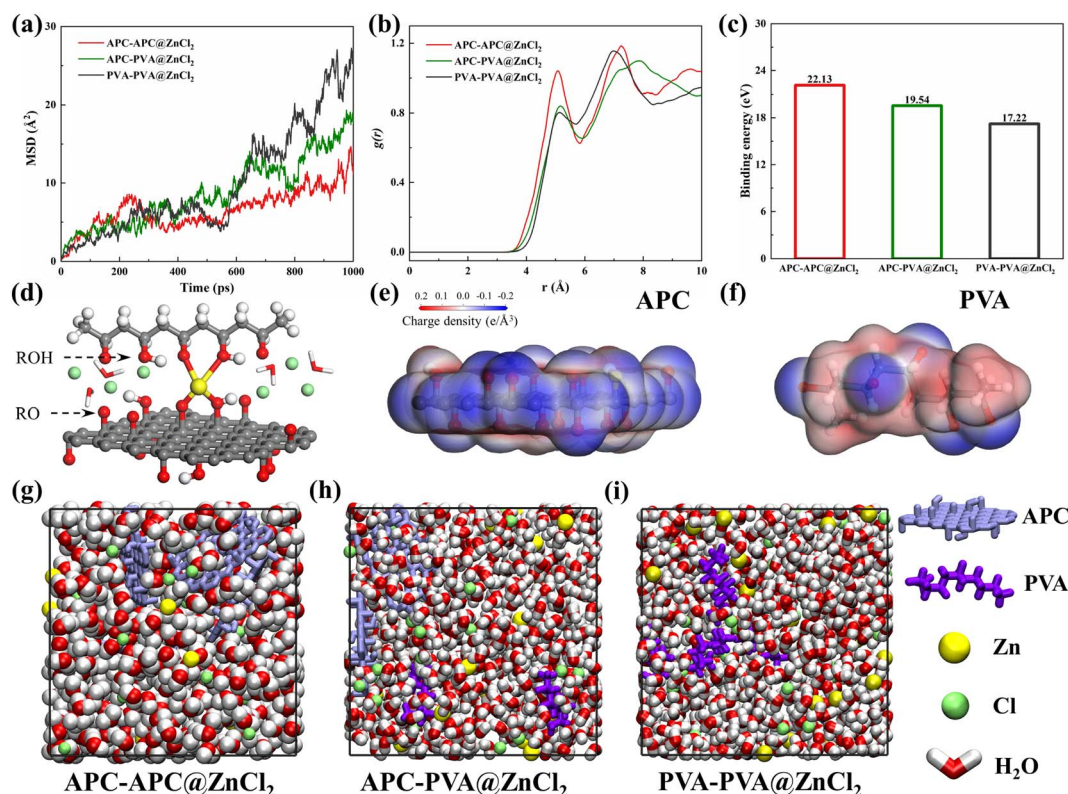 (a)
APC-APC@ZnCl2
APC-PVA@ZnCl2
PVA-PVA@ZnCl2
MSD (Å²)
30
20
10
0
0 200 400 600 800 1000
Time (ps)
(b)
APC-APC@ZnCl2
APC-PVA@ZnCl2
PVA-PVA@ZnCl2
g(r)
1.2
0.8
0.4
0.0
0 2 4 6 8 10
r (Å)
(c)
Binding energy (eV)
30
24
18
12
6
0
22.13
19.54
17.22
APC-APC@ZnCl2 APC-PVA@ZnCl2 PVA-PVA@ZnCl2
(d)
ROH
RO
(e)
0.2 0.1 0.0 -0.1 -0.2
Charge density (e/Å³)
APC
(f)
PVA
(g)
APC-APC@ZnCl2
(h)
APC-PVA@ZnCl2
(i)
PVA-PVA@ZnCl2
APC
PVA
Zn
Cl
H2O